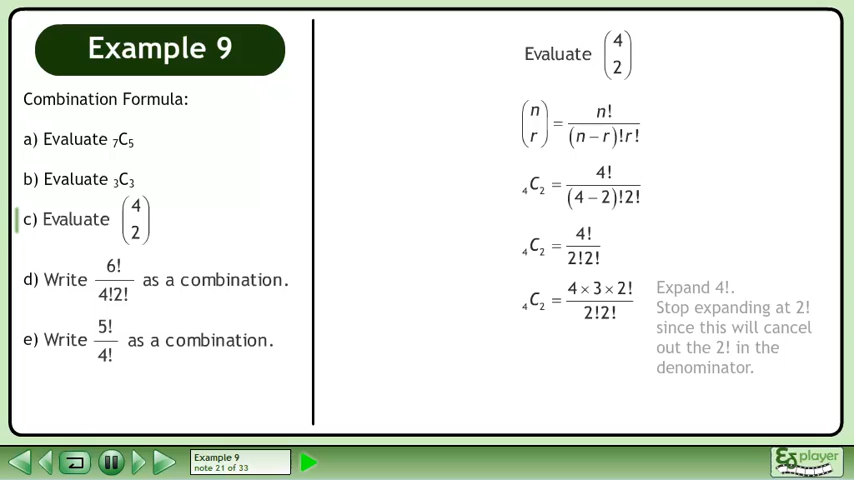 Example 9
Combination Formula:
a) Evaluate ₇C₅
b) Evaluate ₃C₃
c) Evaluate (4 2)
d) Write 6!/4!2! as a combination.
e) Write 5!/4! as a combination.
Evaluate (4 2)
(n r) = n!/(n − r)!r!
₄C₂ = 4!/(4 − 2)!2!
₄C₂ = 4!/2!2!
₄C₂ = 4 × 3 × 2!/2!2!
Expand 4!.
Stop expanding at 2!
since this will cancel
out the 2! in the
denominator.
Example 9
note 21 of 33
Ez player